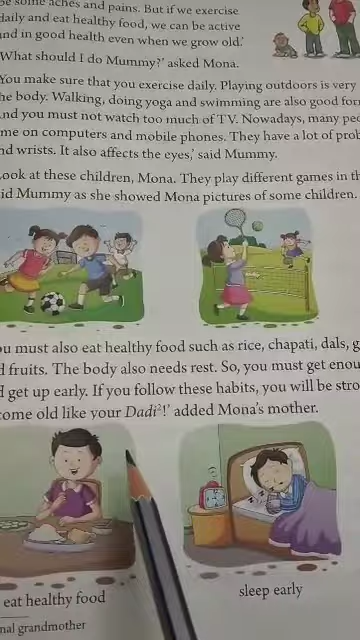 be some aches and pains. But if we exercise
daily and eat healthy food, we can be active
and in good health even when we grow old.'
'What should I do Mummy?' asked Mona.
You make sure that you exercise daily. Playing outdoors is very
he body. Walking, doing yoga and swimming are also good for
And you must not watch too much of TV. Nowadays, many peo
me on computers and mobile phones. They have a lot of prob
nd wrists. It also affects the eyes,' said Mummy.
Look at these children, Mona. They play different games in th
id Mummy as she showed Mona pictures of some children.
ou must also eat healthy food such as rice, chapati, dals, g
d fruits. The body also needs rest. So, you must get enou
d get up early. If you follow these habits, you will be stro
come old like your Dadi²!' added Mona's mother.
eat healthy food
sleep early
nal grandmother